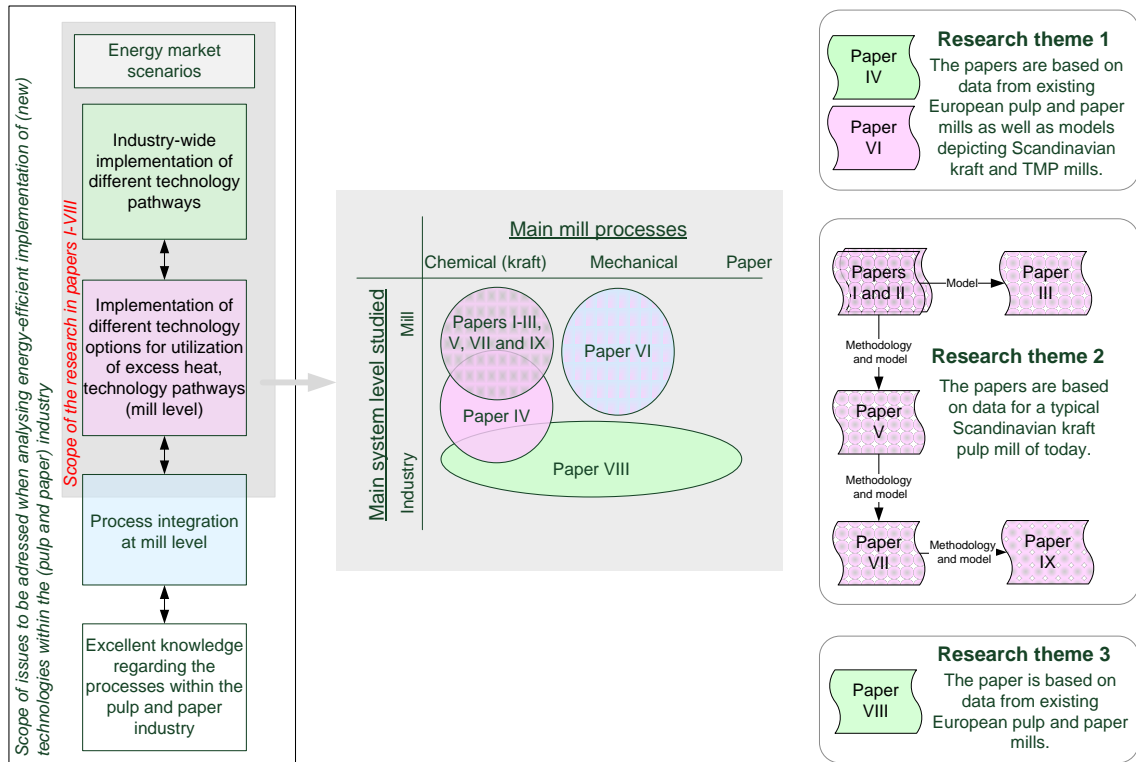 Scope of issues to be adressed when analysing energy-efficient implementation of (new)
technologies within the (pulp and paper) industry
Scope of the research in papers I-VIII
Energy market
scenarios
Industry-wide
implementation of
different technology
pathways
Implementation of
different technology
options for utilization
of excess heat,
technology pathways
(mill level)
Process integration
at mill level
Excellent knowledge
regarding the
processes within the
pulp and paper
industry
Main mill processes
Chemical (kraft)
Mechanical
Paper
Main system level studied
Mill
Industry
Papers I-III,
V, VII and IX
Paper VI
Paper IV
Paper VIII
Research theme 1
Paper
IV
Paper
VI
The papers are based on
data from existing
European pulp and paper
mills as well as models
depicting Scandinavian
kraft and TMP mills.
Papers
I and II
Model
Paper
III
Methodology
and model
Research theme 2
The papers are based
on data for a typical
Scandinavian kraft
pulp mill of today.
Paper
V
Methodology
and model
Paper
VII
Methodology
and model
Paper
IX
Research theme 3
Paper
VIII
The paper is based on
data from existing
European pulp and paper
mills.